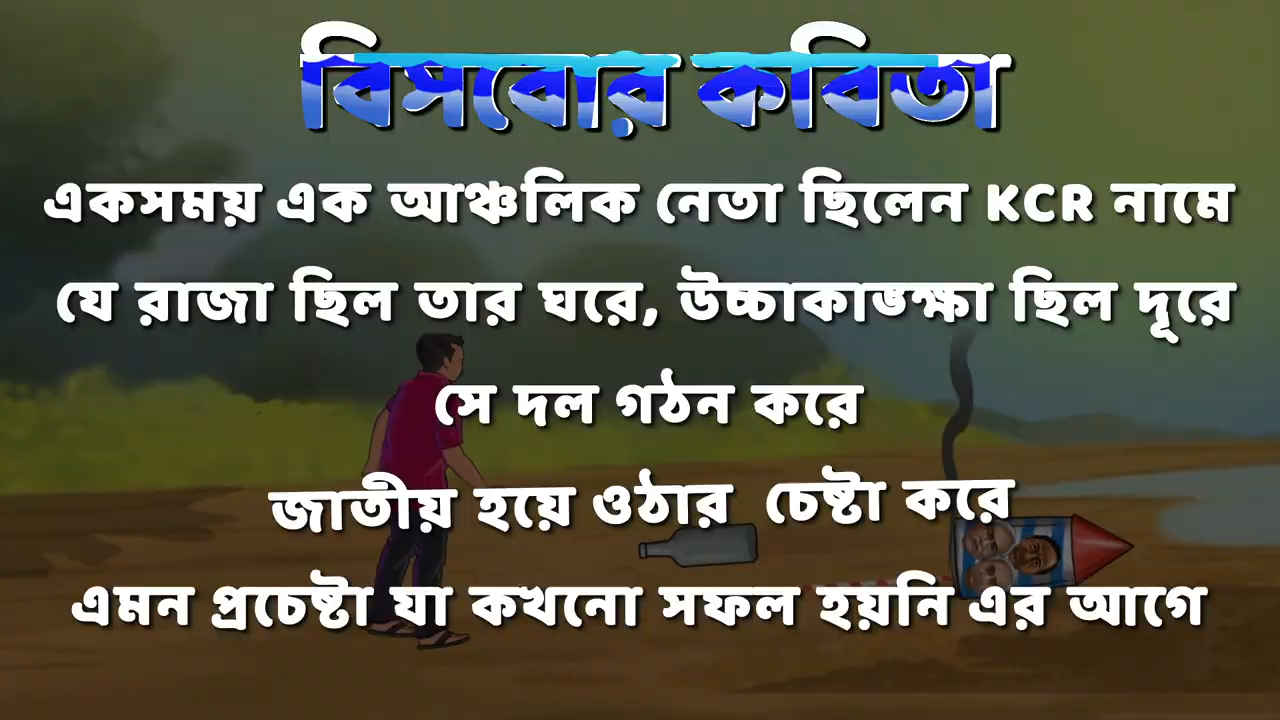 বিসবোর কবিতা
একসময় এক আঞ্চলিক নেতা ছিলেন KCR নামে
যে রাজা ছিল তার ঘরে, উচ্চাকাঙ্ক্ষা ছিল দূরে
সে দল গঠন করে
জাতীয় হয়ে ওঠার চেষ্টা করে
এমন প্রচেষ্টা যা কখনো সফল হয়নি এর আগে